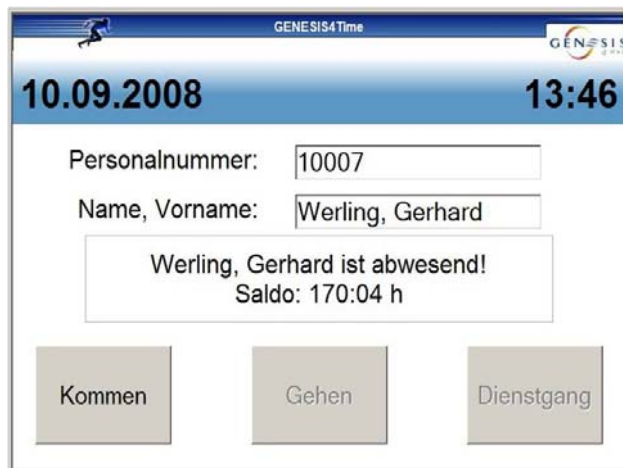 GENESIS4Time
GENESIS
10.09.2008
13:46
Personalnummer:
10007
Name, Vorname:
Werling, Gerhard
Werling, Gerhard ist abwesend!
Saldo: 170:04 h
Kommen
Gehen
Dienstgang